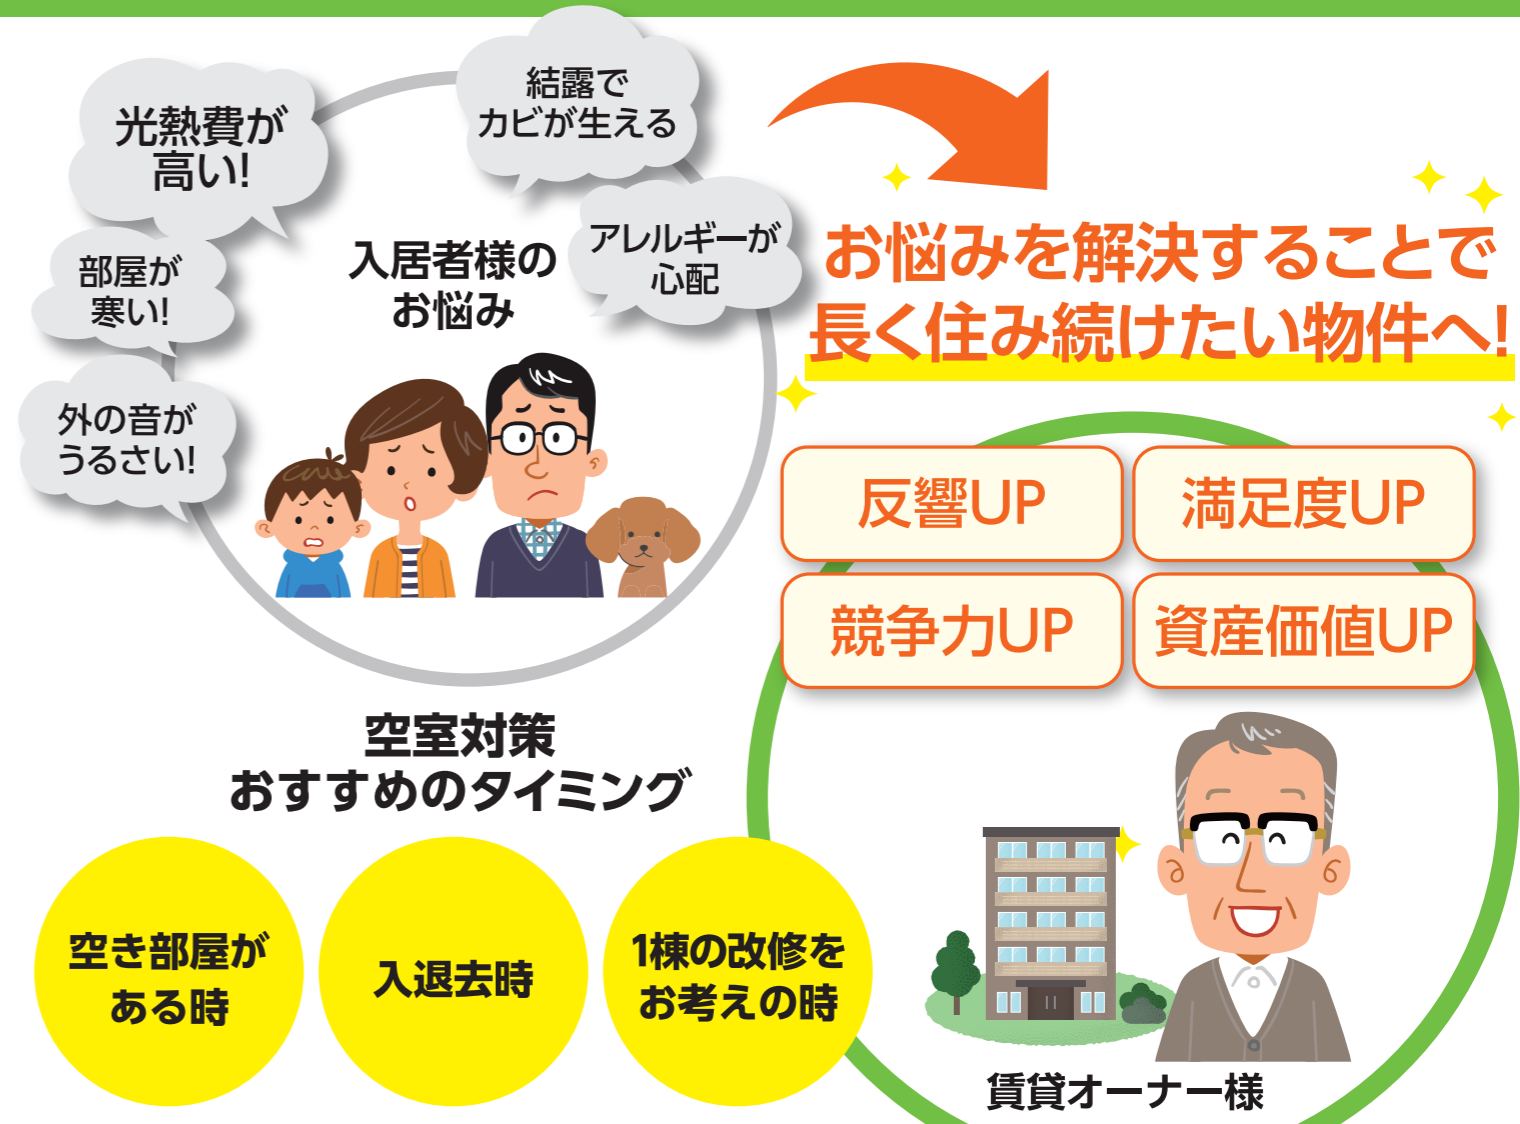 光熱費が
高い!
結露で
カビが生える
アレルギーが
心配
部屋が
寒い!
外の音が
うるさい!
入居者様の
お悩み
お悩みを解決することで
長く住み続けたい物件へ!
反響UP
満足度UP
競争力UP
資産価値UP
空室対策
おすすめのタイミング
空き部屋が
ある時
入退去時
1棟の改修を
お考えの時
賃貸オーナー様